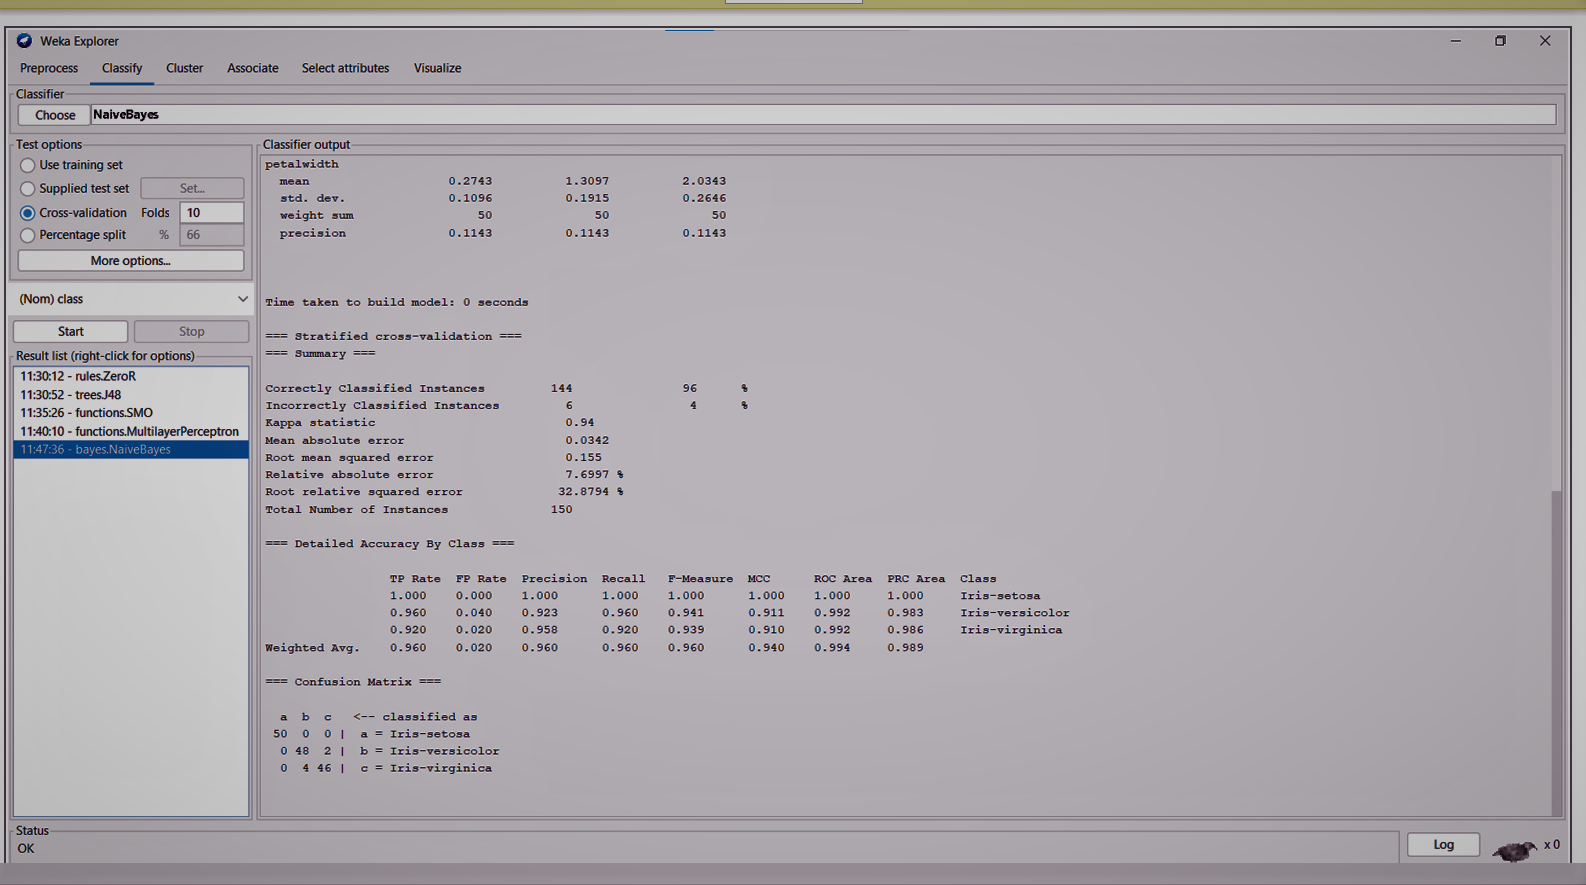 Weka Explorer
Preprocess Classify Cluster Associate Select attributes Visualize
Classifier
Choose NaiveBayes
Test options
Use training set
Supplied test set Set...
Cross-validation Folds 10
Percentage split % 66
More options...
(Nom) class
Start Stop
Result list (right-click for options)
11:30:12 - rules.ZeroR
11:30:52 - trees.J48
11:35:26 - functions.SMO
11:40:10 - functions.MultilayerPerceptron
11:47:36 - bayes.NaiveBayes
Classifier output
petalwidth
mean 0.2743 1.3097 2.0343
std. dev. 0.1096 0.1915 0.2646
weight sum 50 50 50
precision 0.1143 0.1143 0.1143
Time taken to build model: 0 seconds
=== Stratified cross-validation ===
=== Summary ===
Correctly Classified Instances 144 96 %
Incorrectly Classified Instances 6 4 %
Kappa statistic 0.94
Mean absolute error 0.0342
Root mean squared error 0.155
Relative absolute error 7.6997 %
Root relative squared error 32.8794 %
Total Number of Instances 150
=== Detailed Accuracy By Class ===
TP Rate FP Rate Precision Recall F-Measure MCC ROC Area PRC Area Class
1.000 0.000 1.000 1.000 1.000 1.000 1.000 1.000 Iris-setosa
0.960 0.040 0.923 0.960 0.941 0.911 0.992 0.983 Iris-versicolor
0.920 0.020 0.958 0.920 0.939 0.910 0.992 0.986 Iris-virginica
Weighted Avg. 0.960 0.020 0.960 0.960 0.960 0.940 0.994 0.989
=== Confusion Matrix ===
a b c <-- classified as
50 0 0 | a = Iris-setosa
0 48 2 | b = Iris-versicolor
0 4 46 | c = Iris-virginica
Status
OK
Log x 0